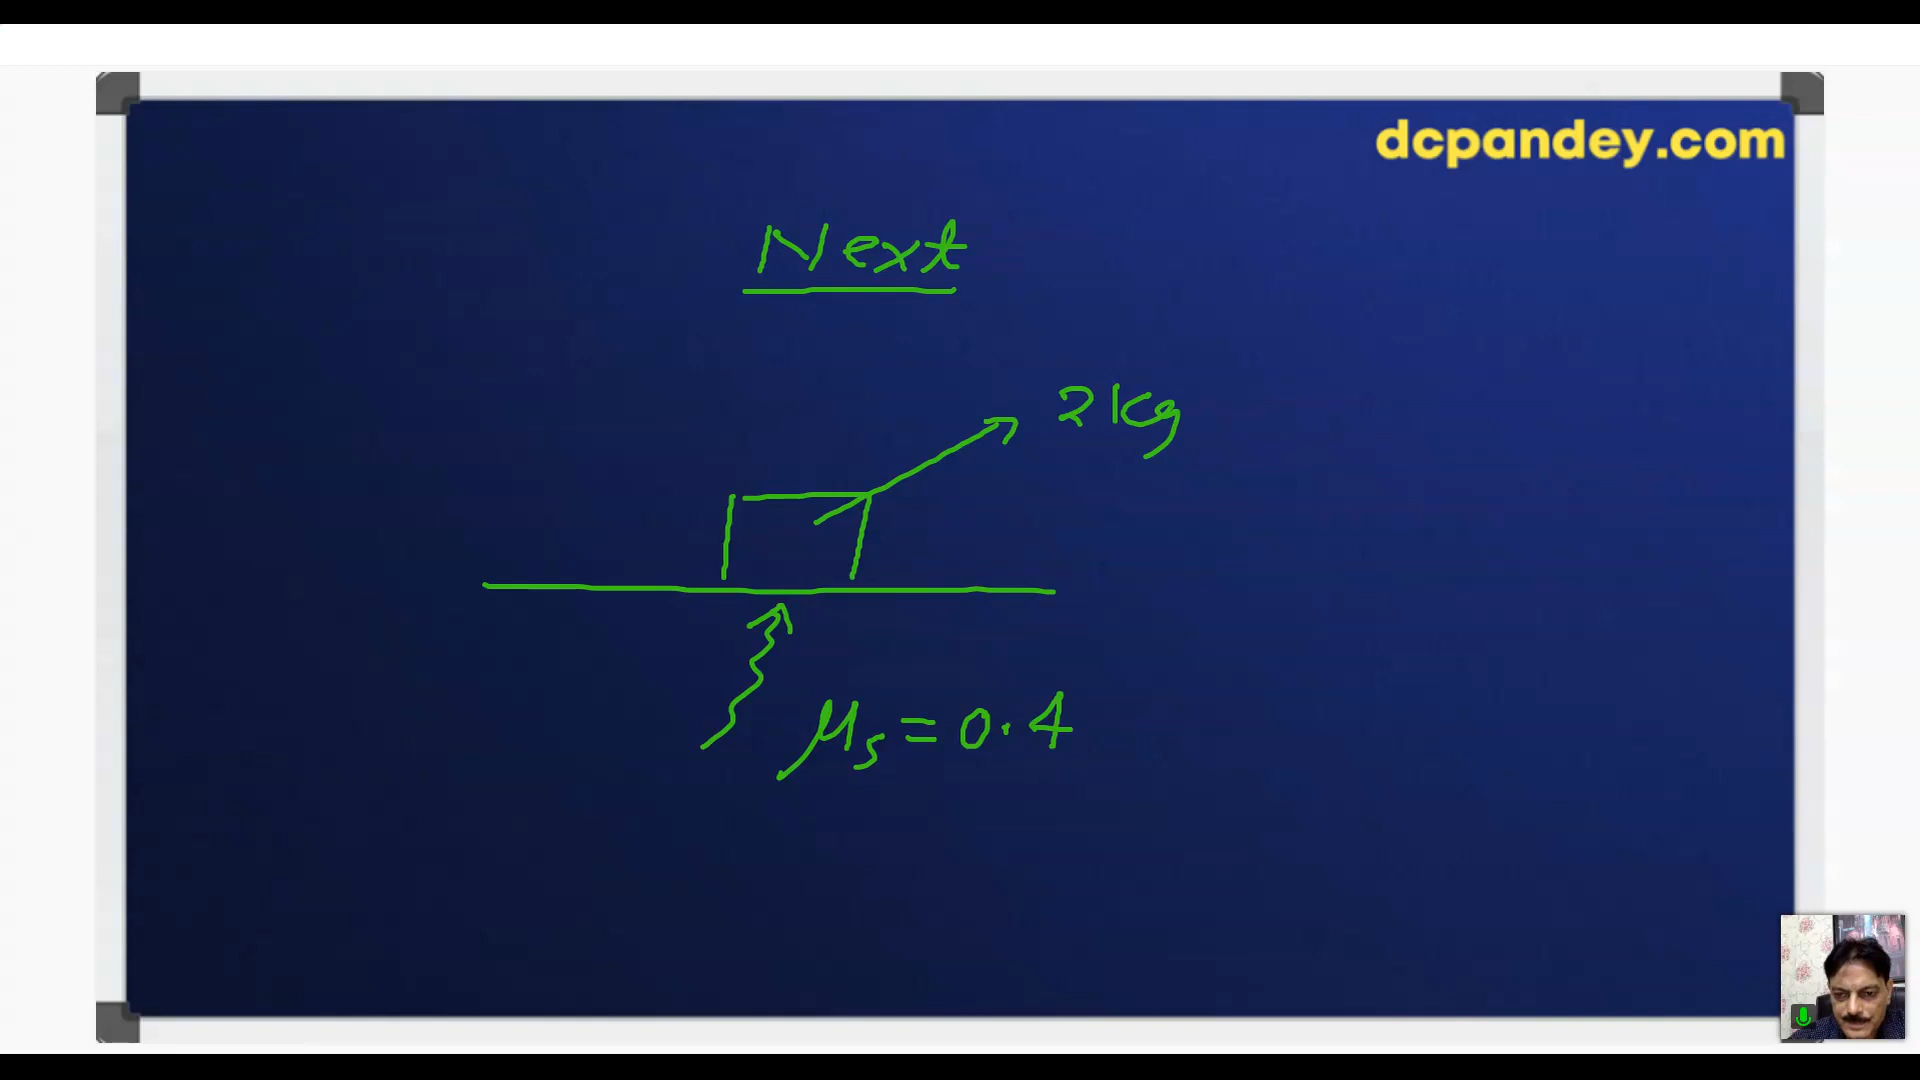 dcpandey.com
Next
2 kg
μs = 0.4